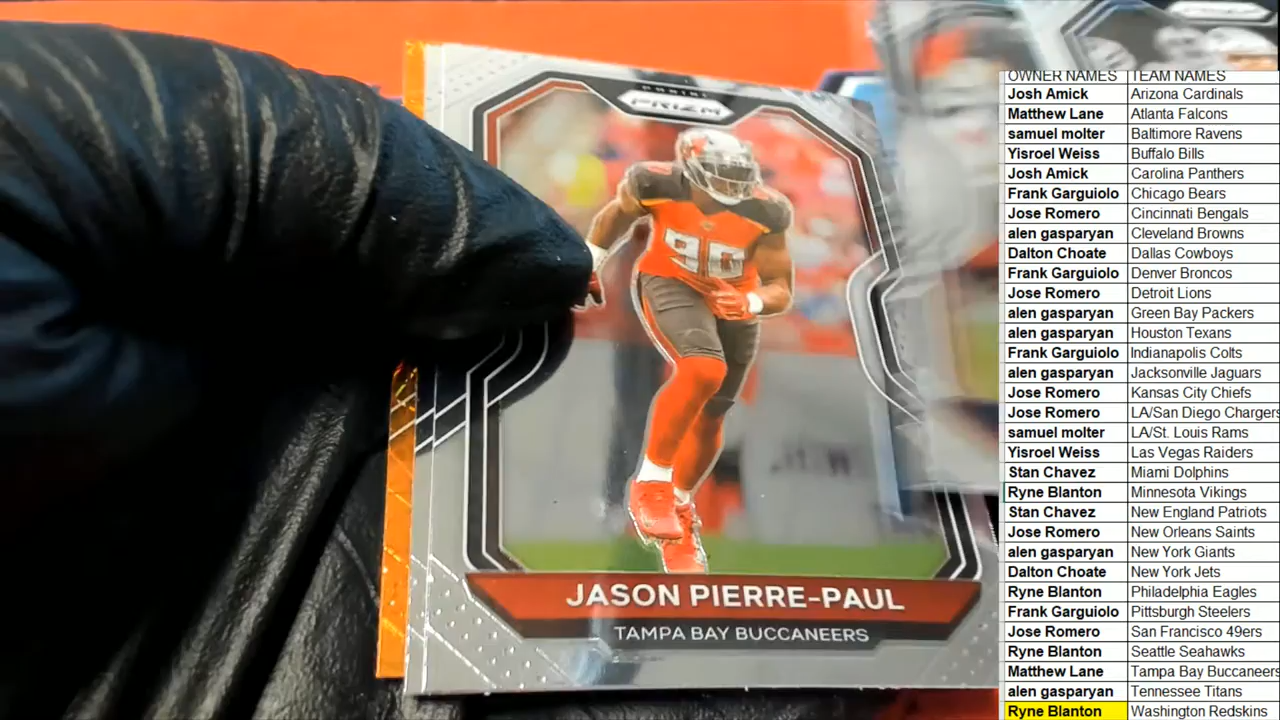 PANINI
PRIZM
90
JASON PIERRE-PAUL
TAMPA BAY BUCCANEERS
OWNER NAMES TEAM NAMES
Josh Amick Arizona Cardinals
Matthew Lane Atlanta Falcons
samuel molter Baltimore Ravens
Yisroel Weiss Buffalo Bills
Josh Amick Carolina Panthers
Frank Garguiolo Chicago Bears
Jose Romero Cincinnati Bengals
alen gasparyan Cleveland Browns
Dalton Choate Dallas Cowboys
Frank Garguiolo Denver Broncos
Jose Romero Detroit Lions
alen gasparyan Green Bay Packers
alen gasparyan Houston Texans
Frank Garguiolo Indianapolis Colts
alen gasparyan Jacksonville Jaguars
Jose Romero Kansas City Chiefs
Jose Romero LA/San Diego Chargers
samuel molter LA/St. Louis Rams
Yisroel Weiss Las Vegas Raiders
Stan Chavez Miami Dolphins
Ryne Blanton Minnesota Vikings
Stan Chavez New England Patriots
Jose Romero New Orleans Saints
alen gasparyan New York Giants
Dalton Choate New York Jets
Ryne Blanton Philadelphia Eagles
Frank Garguiolo Pittsburgh Steelers
Jose Romero San Francisco 49ers
Ryne Blanton Seattle Seahawks
Matthew Lane Tampa Bay Buccaneers
alen gasparyan Tennessee Titans
Ryne Blanton Washington Redskins